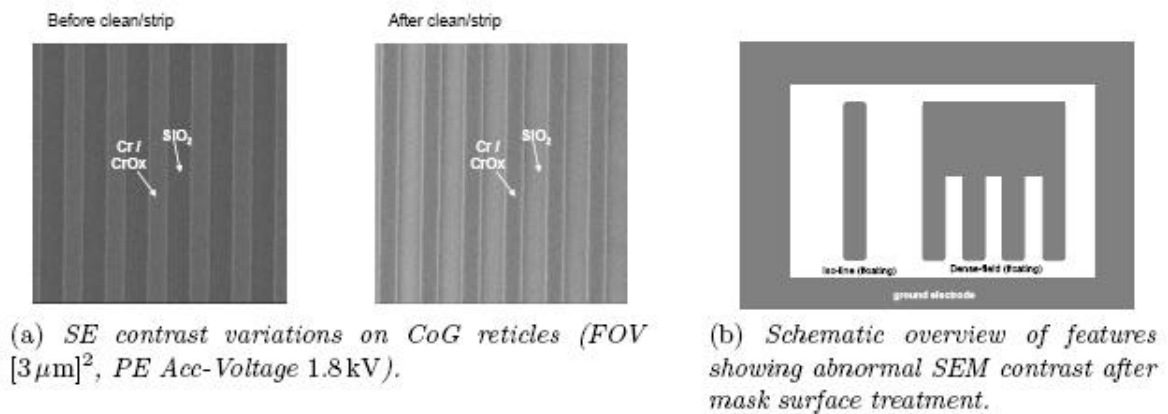 Before clean/strip
After clean/strip
Cr /
CrOx
SIO2
Cr /
CrOx
SIO2
Iso-line (floating)
Dense-field (floating)
ground electrode
(a) SE contrast variations on CoG reticles (FOV
[3 μm]², PE Acc-Voltage 1.8 kV).
(b) Schematic overview of features
showing abnormal SEM contrast after
mask surface treatment.